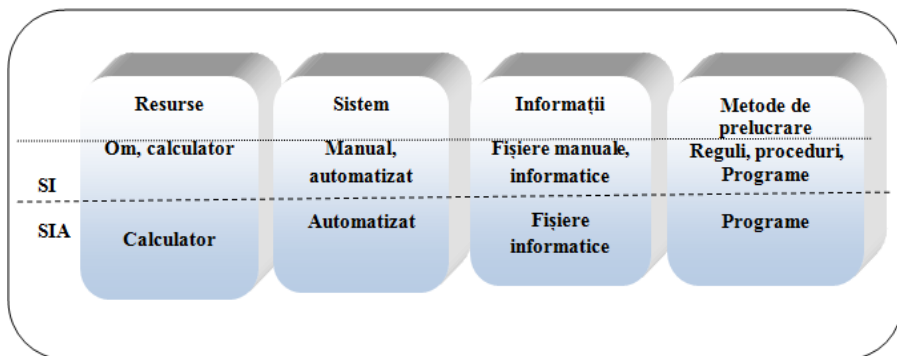 Resurse
Sistem
Informații
Metode de
prelucrare
SI
Om, calculator
Manual,
automatizat
Fișiere manuale,
informatice
Reguli, proceduri,
Programe
SIA
Calculator
Automatizat
Fișiere
informatice
Programe